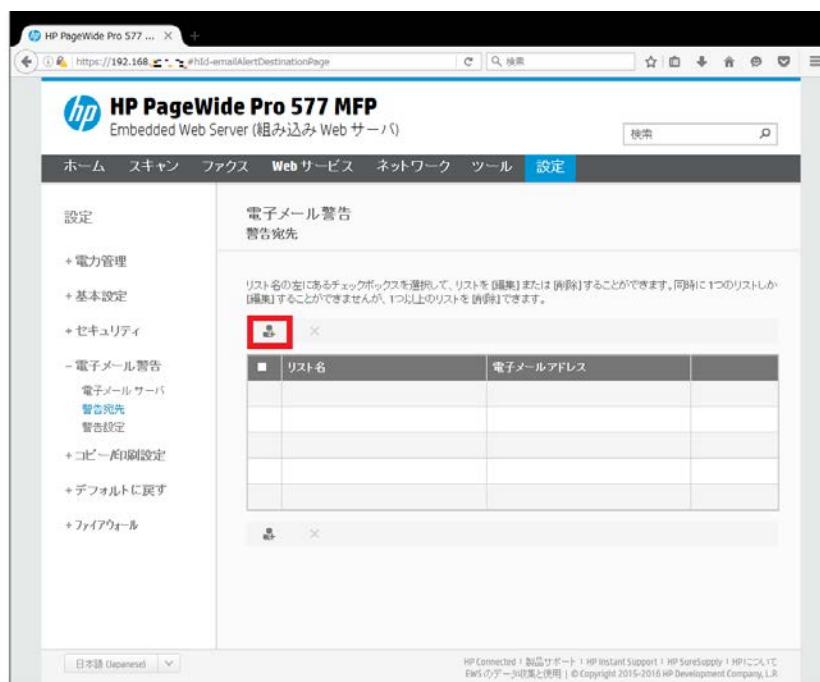 HP PageWide Pro 577 ...
https://192.168. #hId-emailAlertDestinationPage
検索
hp
HP PageWide Pro 577 MFP
Embedded Web Server (組み込み Web サーバ)
検索
ホーム スキャン ファクス Web サービス ネットワーク ツール 設定
設定
電子メール警告
警告宛先
+ 電力管理
+ 基本設定
+ セキュリティ
- 電子メール警告
電子メール サーバ
警告宛先
警告設定
+ コピー/印刷設定
+ デフォルトに戻す
+ ファイアウォール
リスト名の左にあるチェックボックスを選択して、リストを [編集] または [削除] することができます。同時に 1つのリストしか
[編集] することができませんが、1つ以上のリストを [削除] できます。
リスト名 電子メールアドレス
日本語 (Japanese)
HP Connected | 製品サポート | HP Instant Support | HP SureSupply | HPについて
EWS のデータ収集と使用 | © Copyright 2015-2016 HP Development Company, L.P.